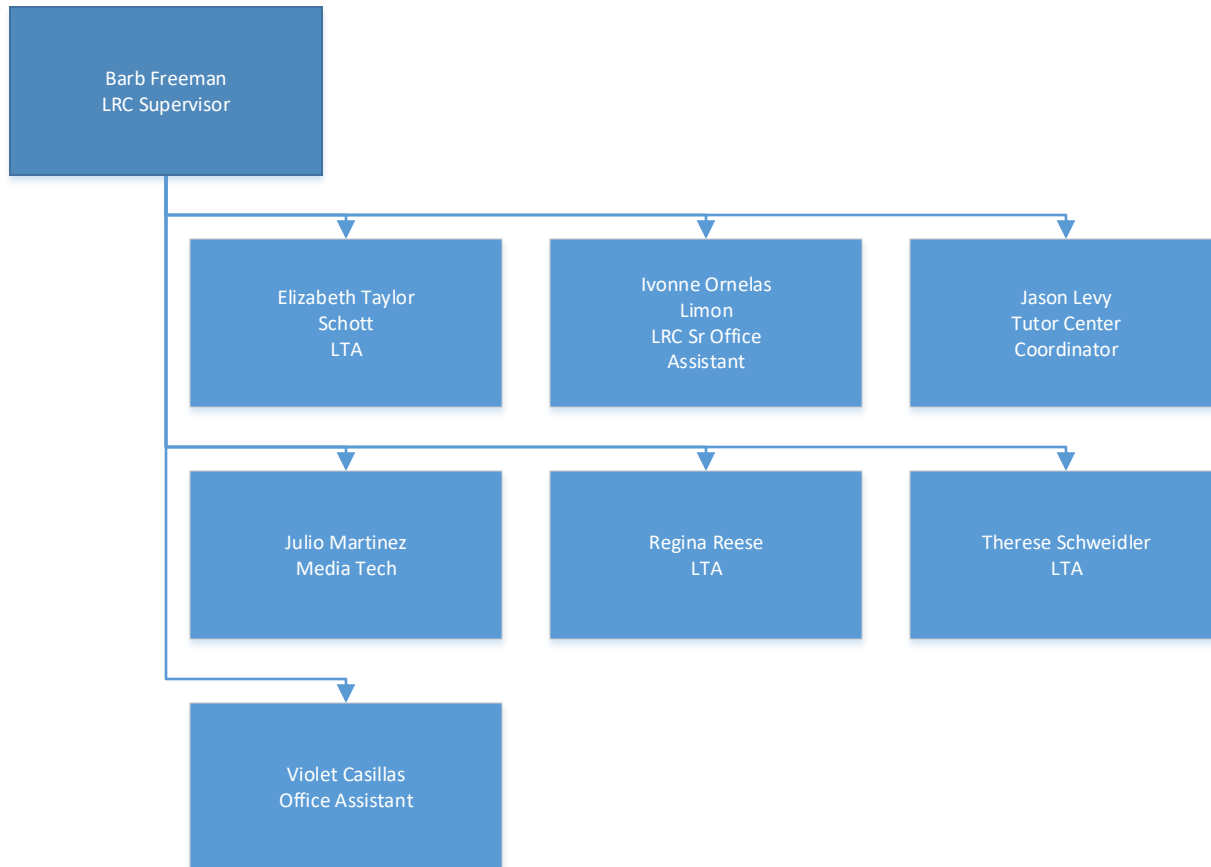 Barb Freeman
LRC Supervisor
Elizabeth Taylor
Schott
LTA
Ivonne Ornelas
Limon
LRC Sr Office
Assistant
Jason Levy
Tutor Center
Coordinator
Julio Martinez
Media Tech
Regina Reese
LTA
Therese Schweidler
LTA
Violet Casillas
Office Assistant